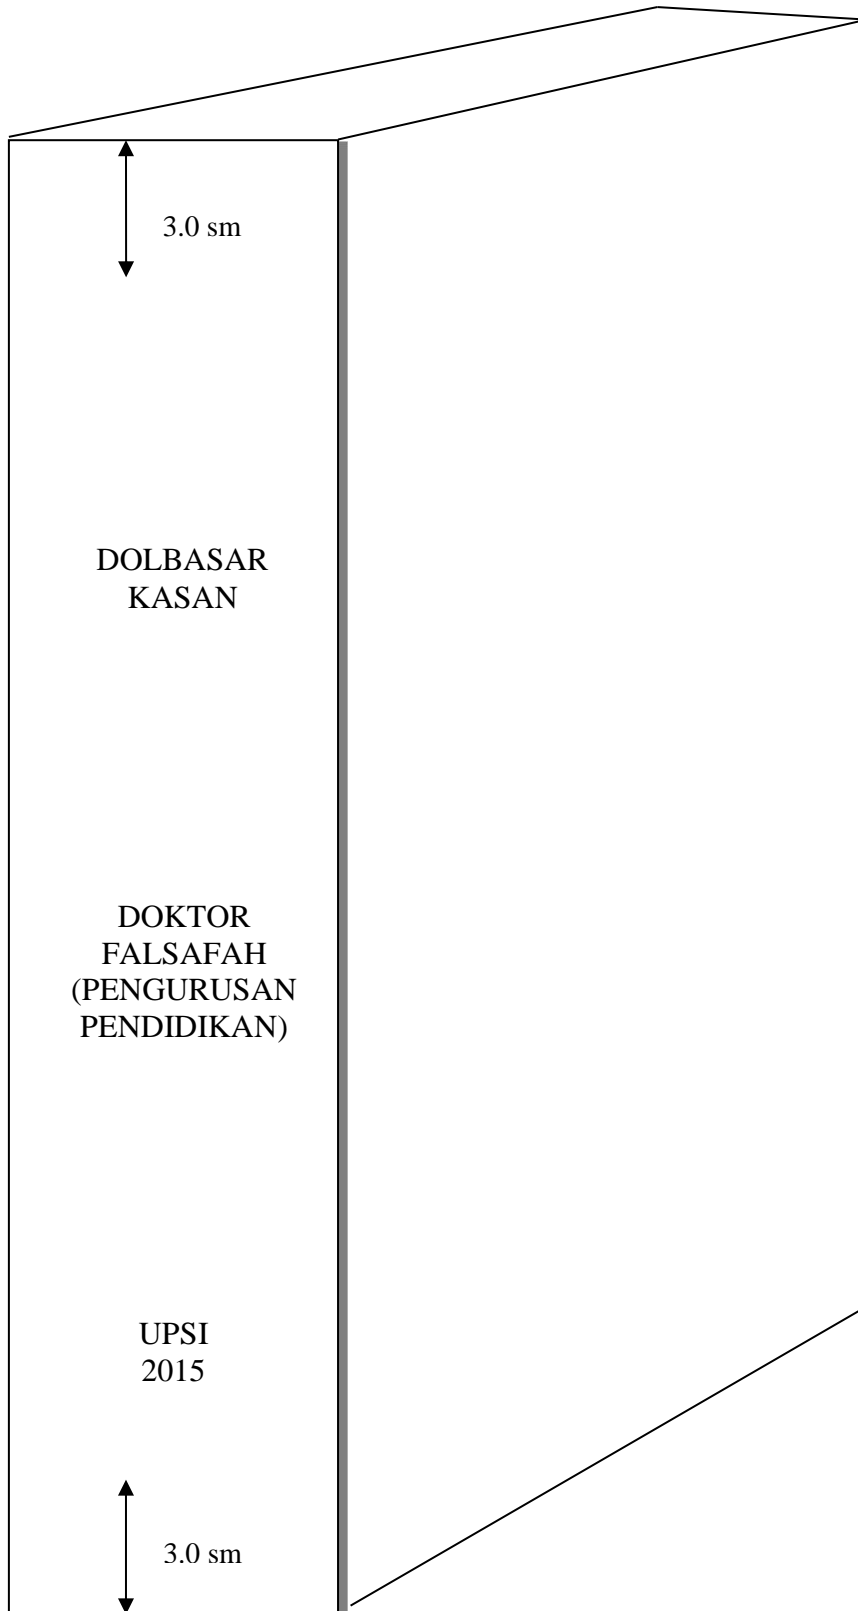 3.0 sm
DOLBASAR
KASAN
DOKTOR
FALSAFAH
(PENGURUSAN
PENDIDIKAN)
UPSI
2015
3.0 sm